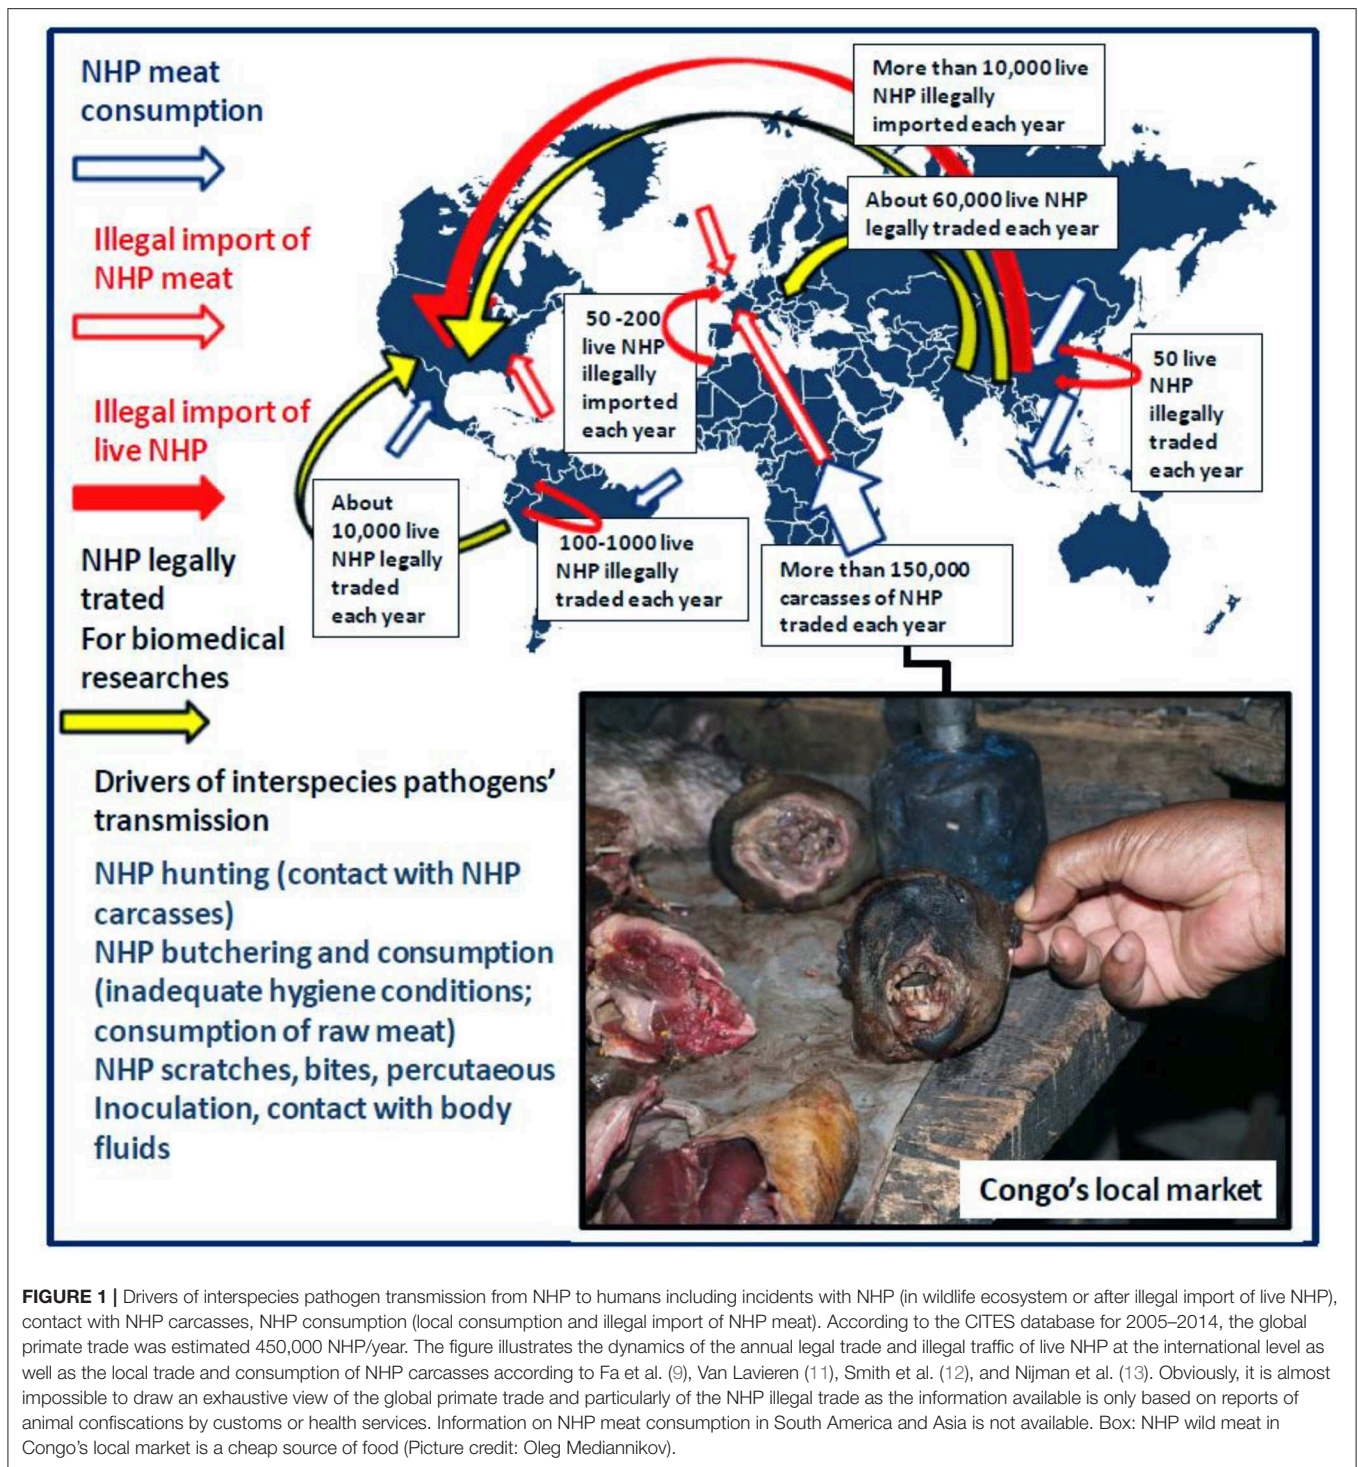 NHP meat
consumption
Illegal import of
NHP meat
Illegal import of
live NHP
NHP legally
trated
For biomedical
researches
More than 10,000 live
NHP illegally
imported each year
About 60,000 live NHP
legally traded each year
50 -200
live NHP
illegally
imported
each year
50 live
NHP
illegally
traded
each year
About
10,000 live
NHP legally
traded
each year
100-1000 live
NHP illegally
traded each year
More than 150,000
carcasses of NHP
traded each year
Drivers of interspecies pathogens’
transmission
NHP hunting (contact with NHP
carcasses)
NHP butchering and consumption
(inadequate hygiene conditions;
consumption of raw meat)
NHP scratches, bites, percutaeous
Inoculation, contact with body
fluids
Congo’s local market
FIGURE 1 | Drivers of interspecies pathogen transmission from NHP to humans including incidents with NHP (in wildlife ecosystem or after illegal import of live NHP),
contact with NHP carcasses, NHP consumption (local consumption and illegal import of NHP meat). According to the CITES database for 2005–2014, the global
primate trade was estimated 450,000 NHP/year. The figure illustrates the dynamics of the annual legal trade and illegal traffic of live NHP at the international level as
well as the local trade and consumption of NHP carcasses according to Fa et al. (9), Van Lavieren (11), Smith et al. (12), and Nijman et al. (13). Obviously, it is almost
impossible to draw an exhaustive view of the global primate trade and particularly of the NHP illegal trade as the information available is only based on reports of
animal confiscations by customs or health services. Information on NHP meat consumption in South America and Asia is not available. Box: NHP wild meat in
Congo’s local market is a cheap source of food (Picture credit: Oleg Mediannikov).